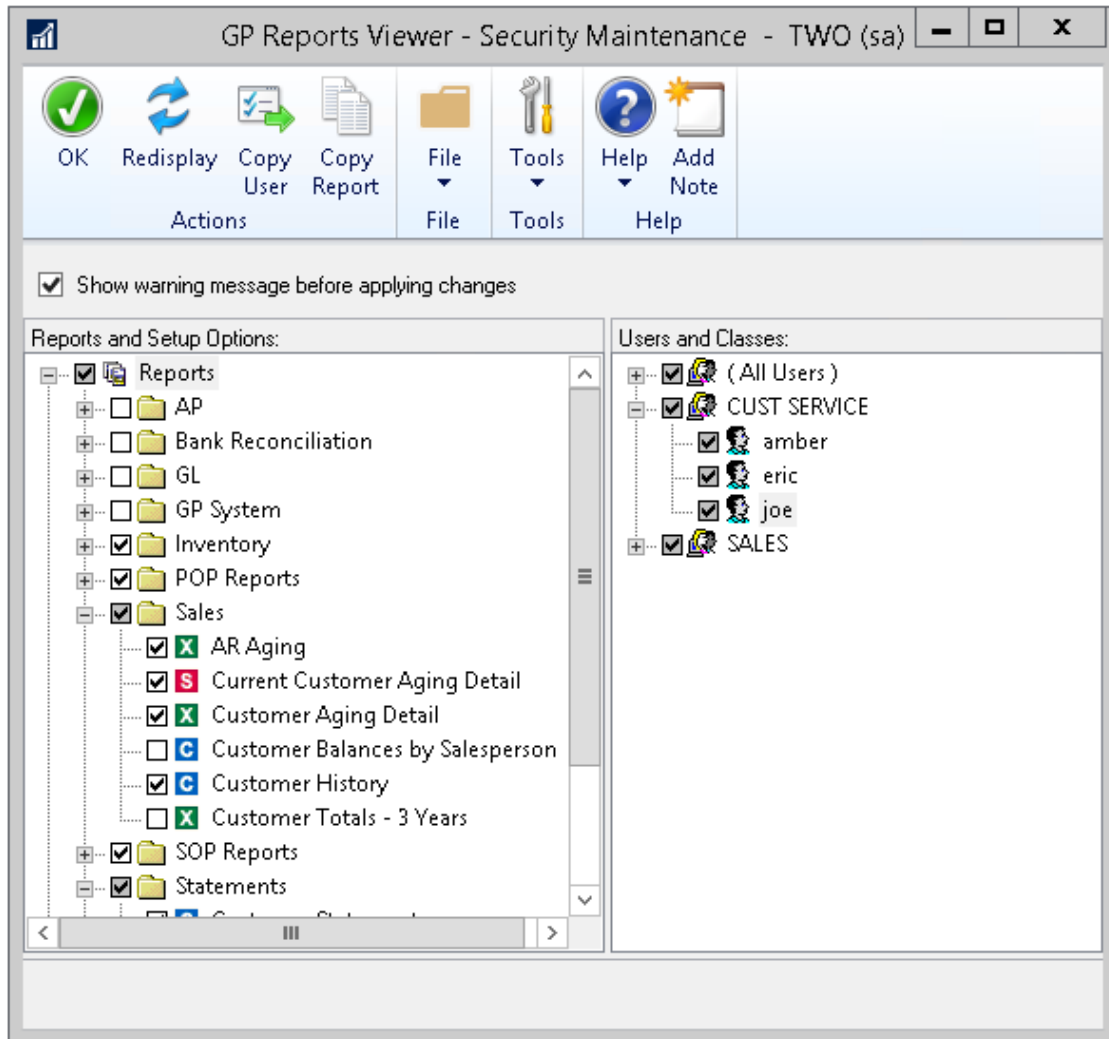 GP Reports Viewer - Security Maintenance - TWO (sa)
OK
Redisplay
Copy User
Copy Report
File
Tools
Help
Add Note
Actions
File
Tools
Help
Show warning message before applying changes
Reports and Setup Options:
Reports
AP
Bank Reconciliation
GL
GP System
Inventory
POP Reports
Sales
X AR Aging
S Current Customer Aging Detail
X Customer Aging Detail
C Customer Balances by Salesperson
C Customer History
X Customer Totals - 3 Years
SOP Reports
Statements
Users and Classes:
( All Users )
CUST SERVICE
amber
eric
joe
SALES